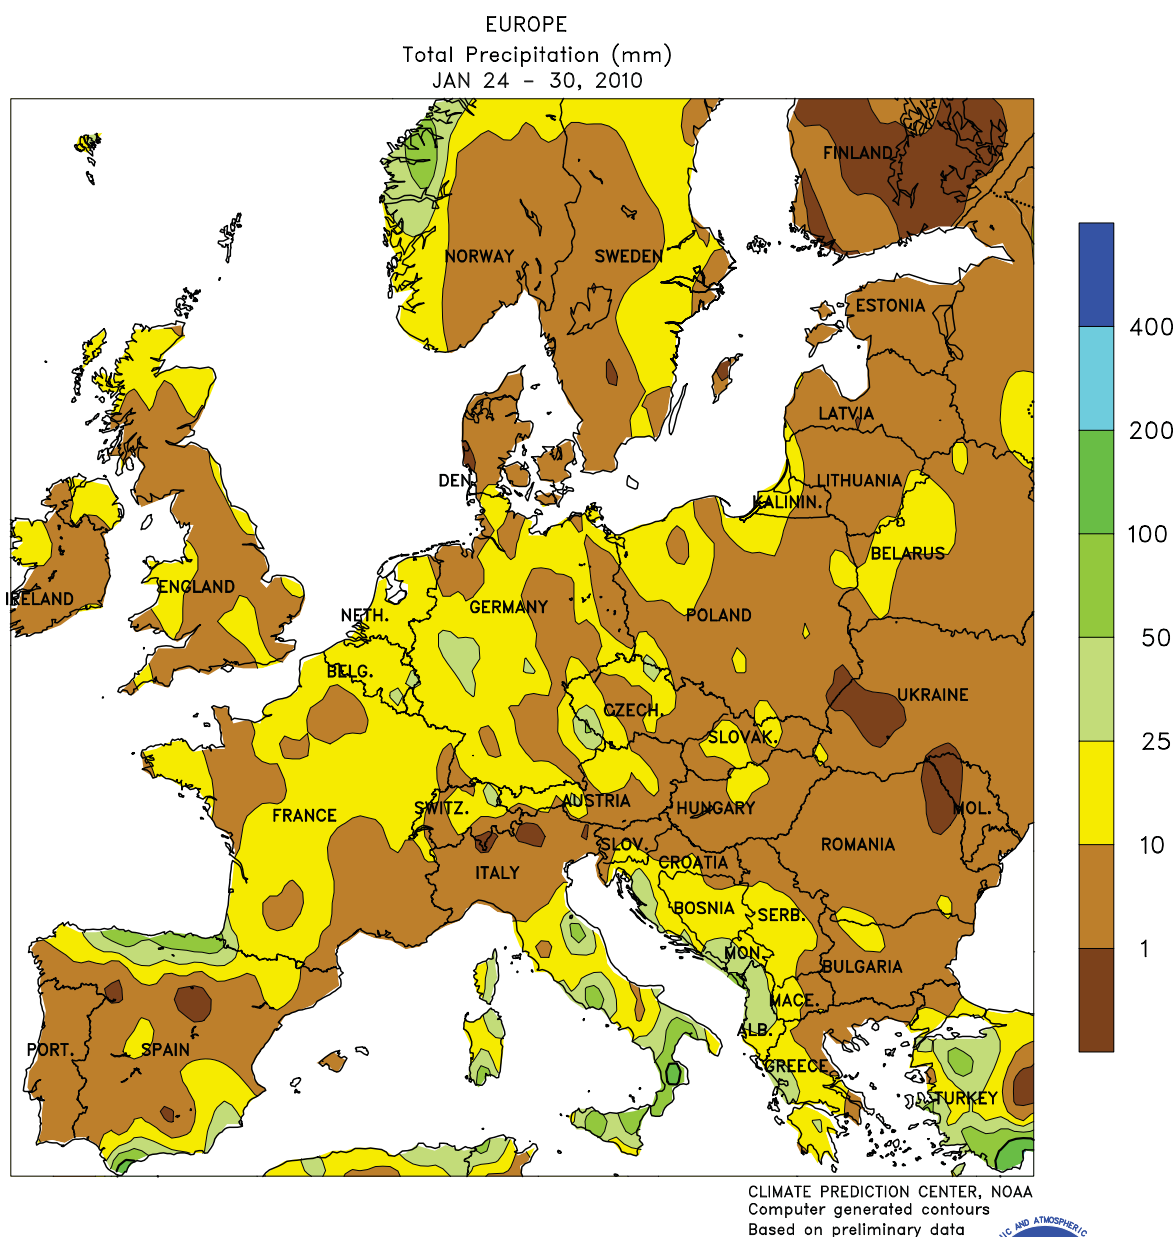 EUROPE
Total Precipitation (mm)
JAN 24 - 30, 2010
FINLAND
NORWAY
SWEDEN
ESTONIA
400
LATVIA
200
DEN.
LITHUANIA
KALININ.
100
BELARUS
IRELAND
ENGLAND
NETH.
GERMANY
POLAND
50
BELG.
UKRAINE
CZECH.
SLOVAK.
25
FRANCE
SWITZ.
AUSTRIA
HUNGARY
MOL.
10
ITALY
SLOV.
CROATIA
ROMANIA
BOSNIA
SERB.
1
MON.
BULGARIA
MACE.
PORT.
SPAIN
ALB.
GREECE
TURKEY
CLIMATE PREDICTION CENTER, NOAA
Computer generated contours
Based on preliminary data
AND ATMOSPHERIC